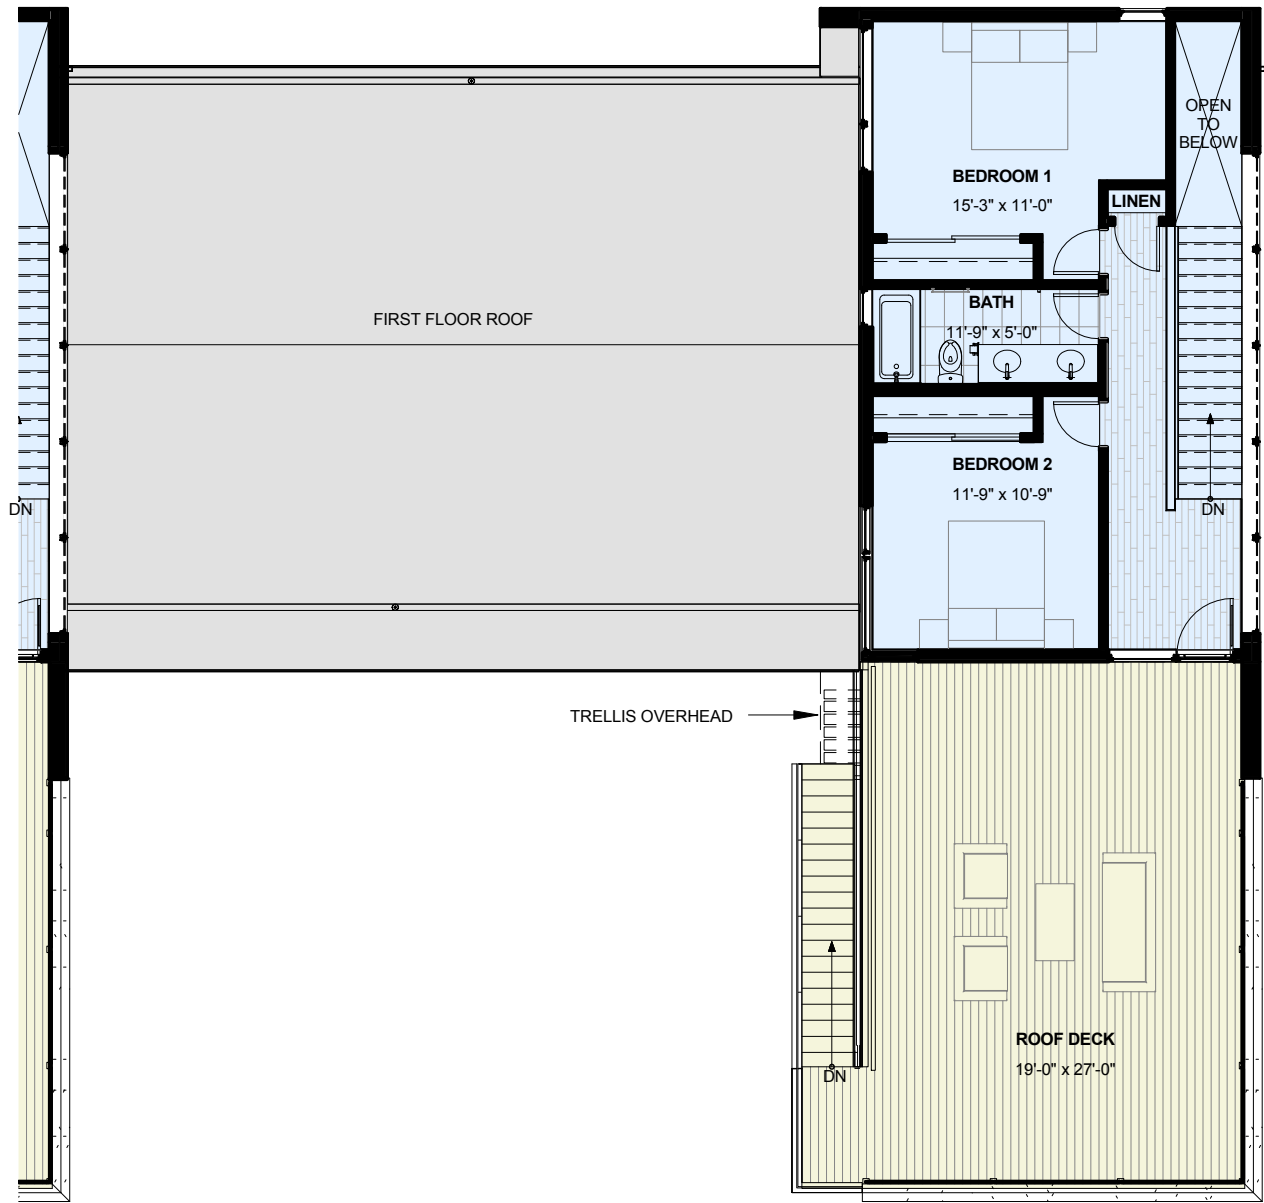 OPEN
TO
BELOW
BEDROOM 1
15'-3" x 11'-0"
LINEN
BATH
11'-9" x 5'-0"
FIRST FLOOR ROOF
BEDROOM 2
11'-9" x 10'-9"
DN
DN
TRELLIS OVERHEAD
ROOF DECK
19'-0" x 27'-0"
DN